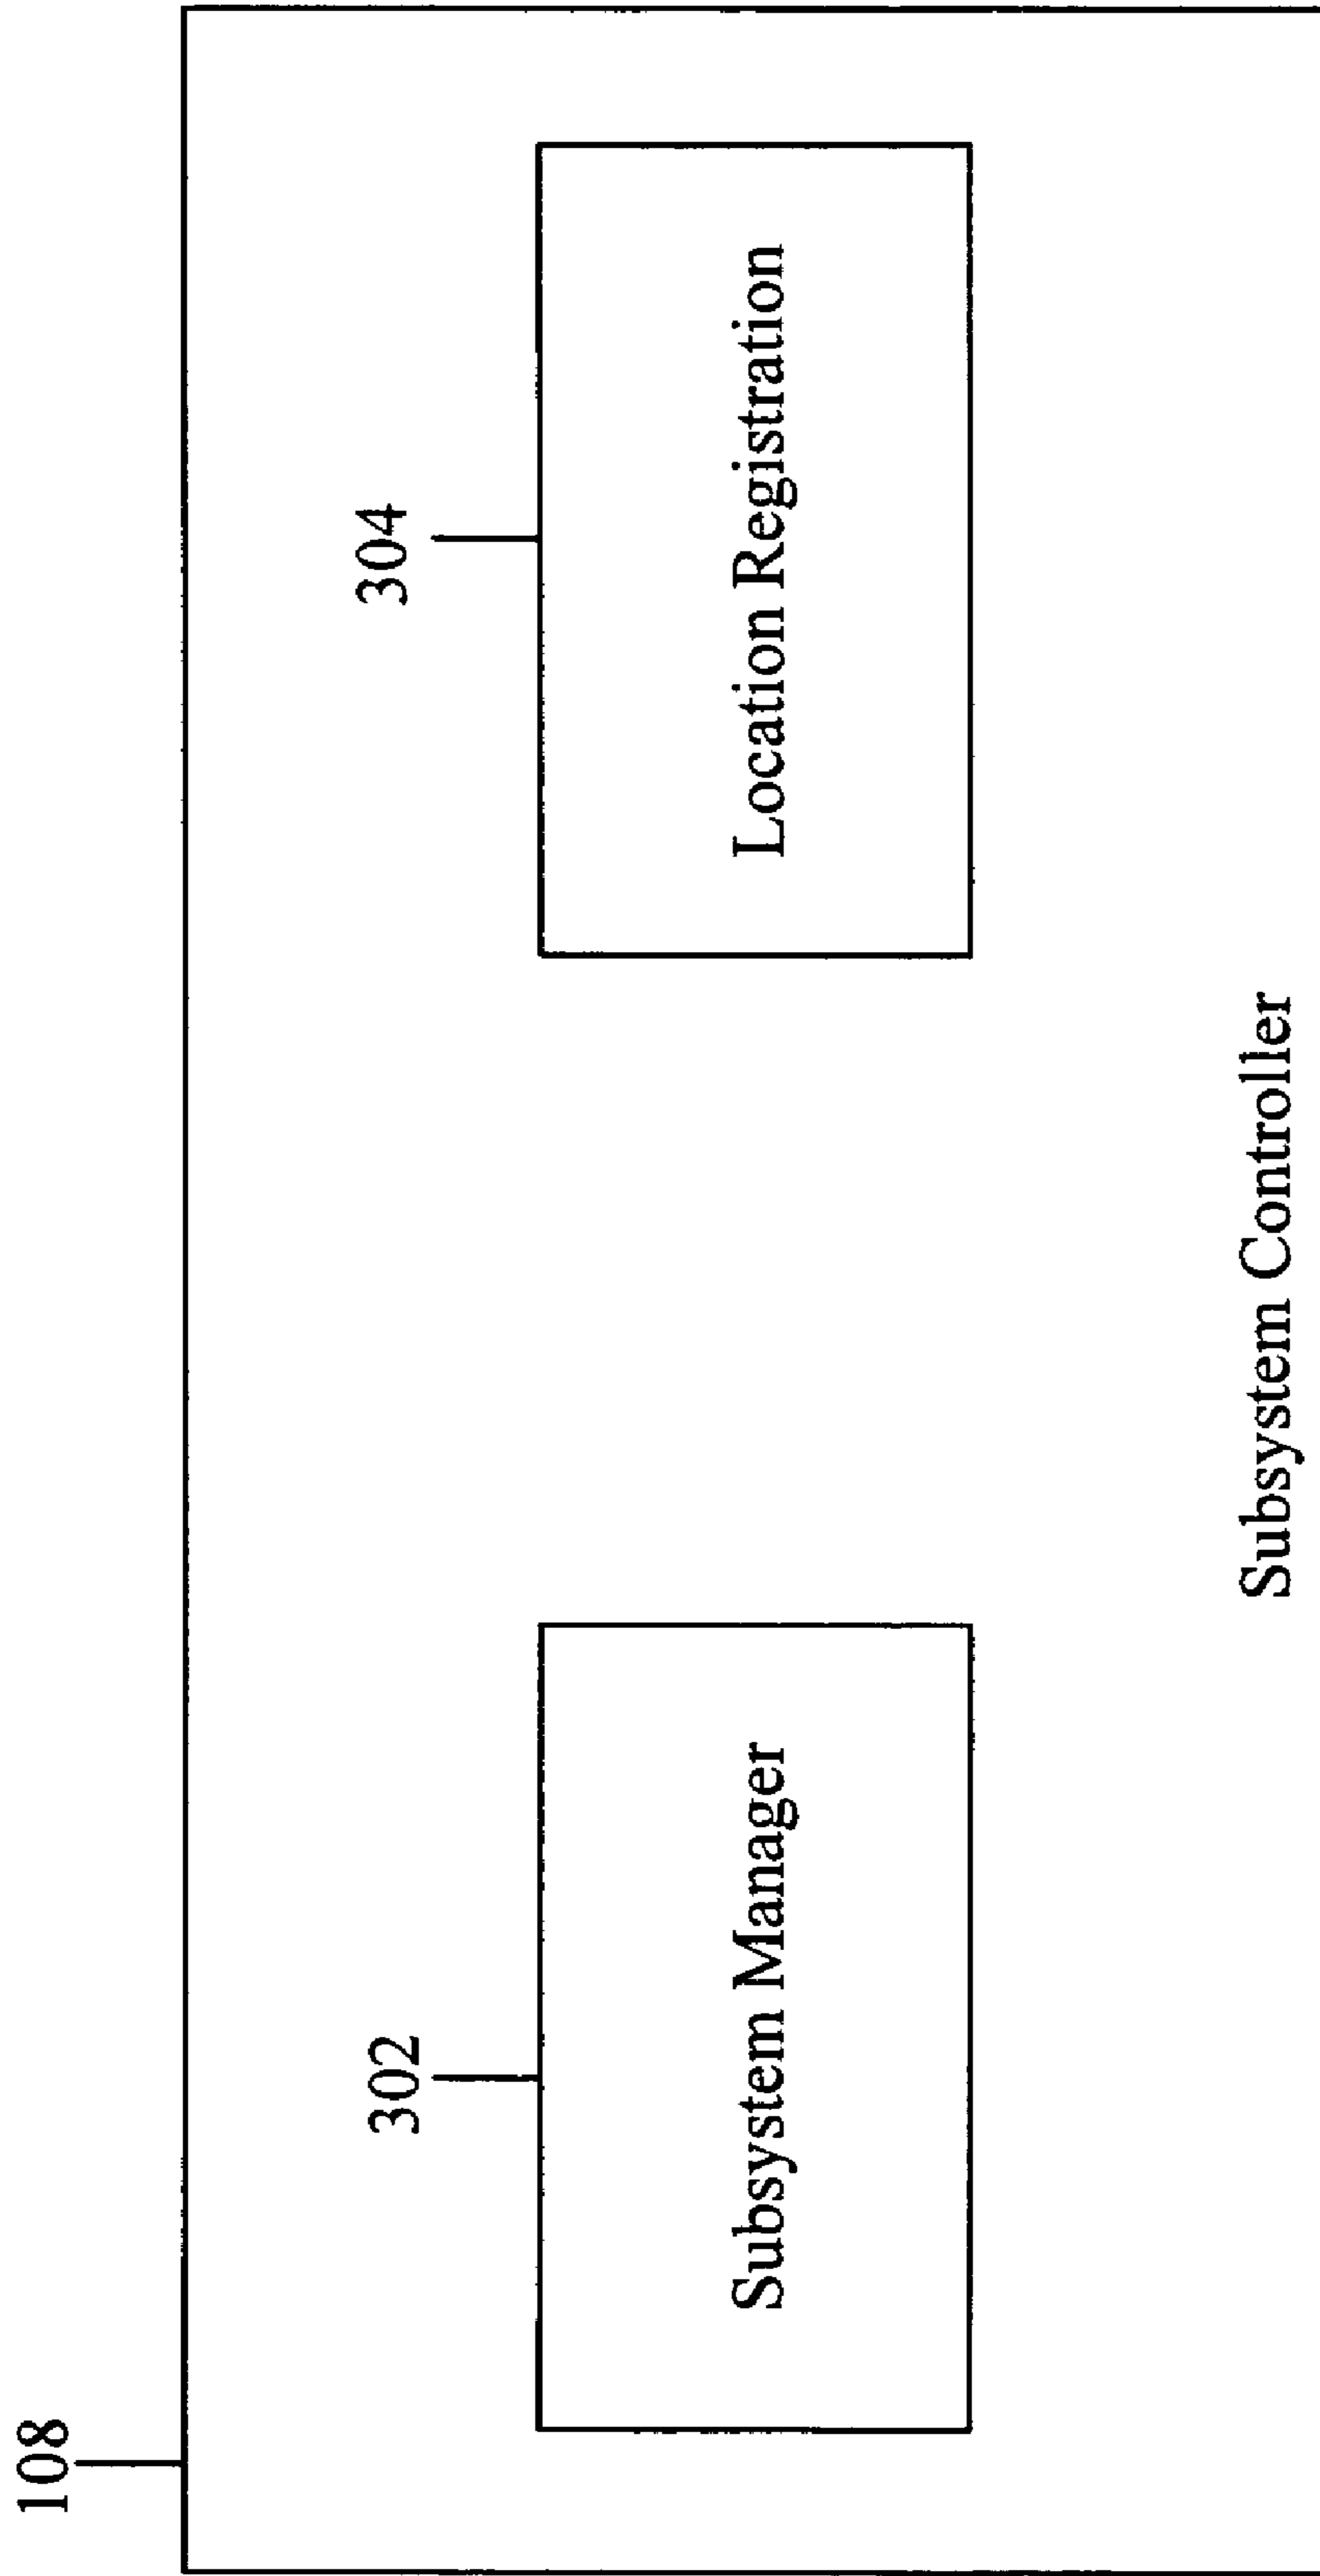 108
302
304
Subsystem Manager
Location Registration
Subsystem Controller